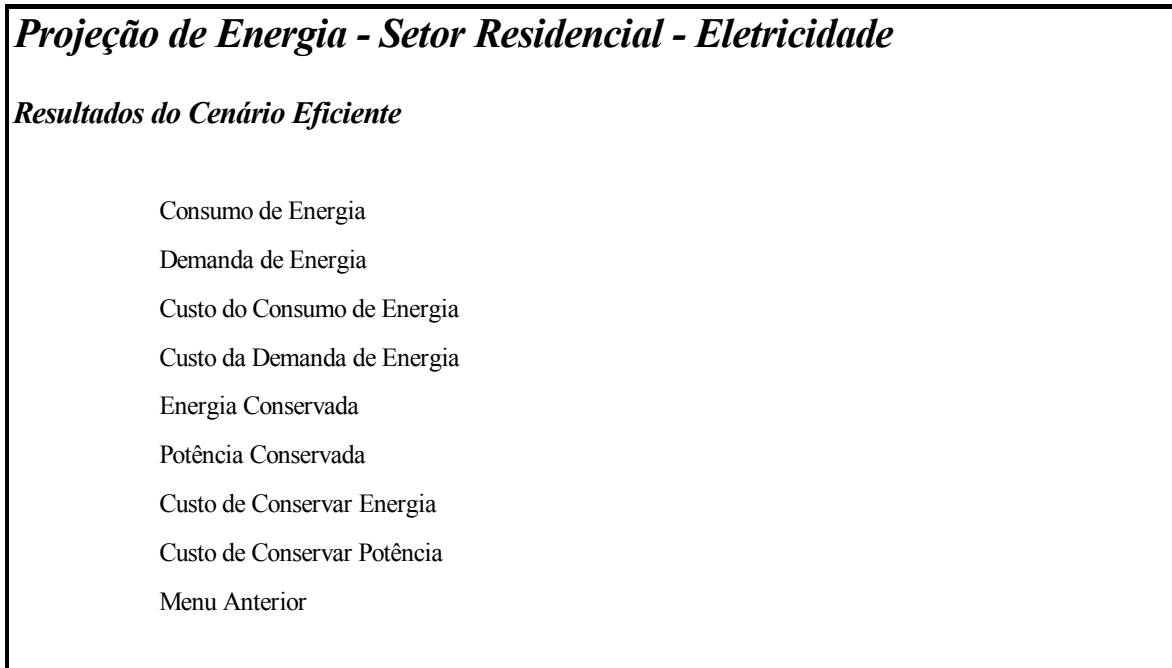 Projeção de Energia - Setor Residencial - Eletricidade
Resultados do Cenário Eficiente
Consumo de Energia
Demanda de Energia
Custo do Consumo de Energia
Custo da Demanda de Energia
Energia Conservada
Potência Conservada
Custo de Conservar Energia
Custo de Conservar Potência
Menu Anterior